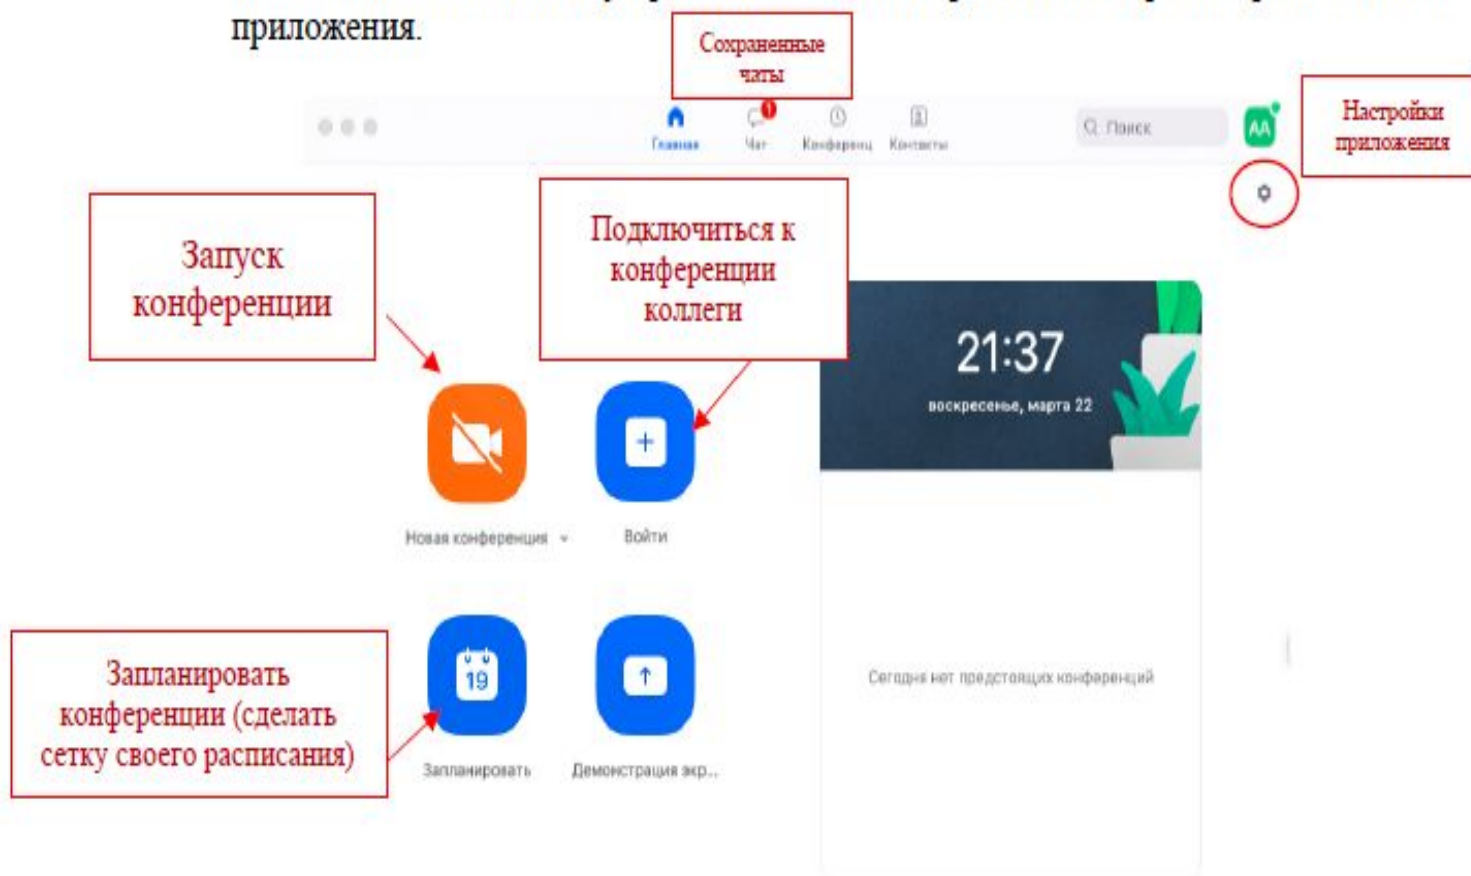 приложения.
Сохраненные
чаты
Настройки
приложения
Главная
Чат
1
Конференц
Контакты
Поиск
AA
Запуск
конференции
Подключиться к
конференции
коллеги
21:37
воскресенье, марта 22
Новая конференция
Войти
Запланировать
конференции (сделать
сетку своего расписания)
19
Запланировать
Демонстрация экр...
Сегодня нет предстоящих конференций